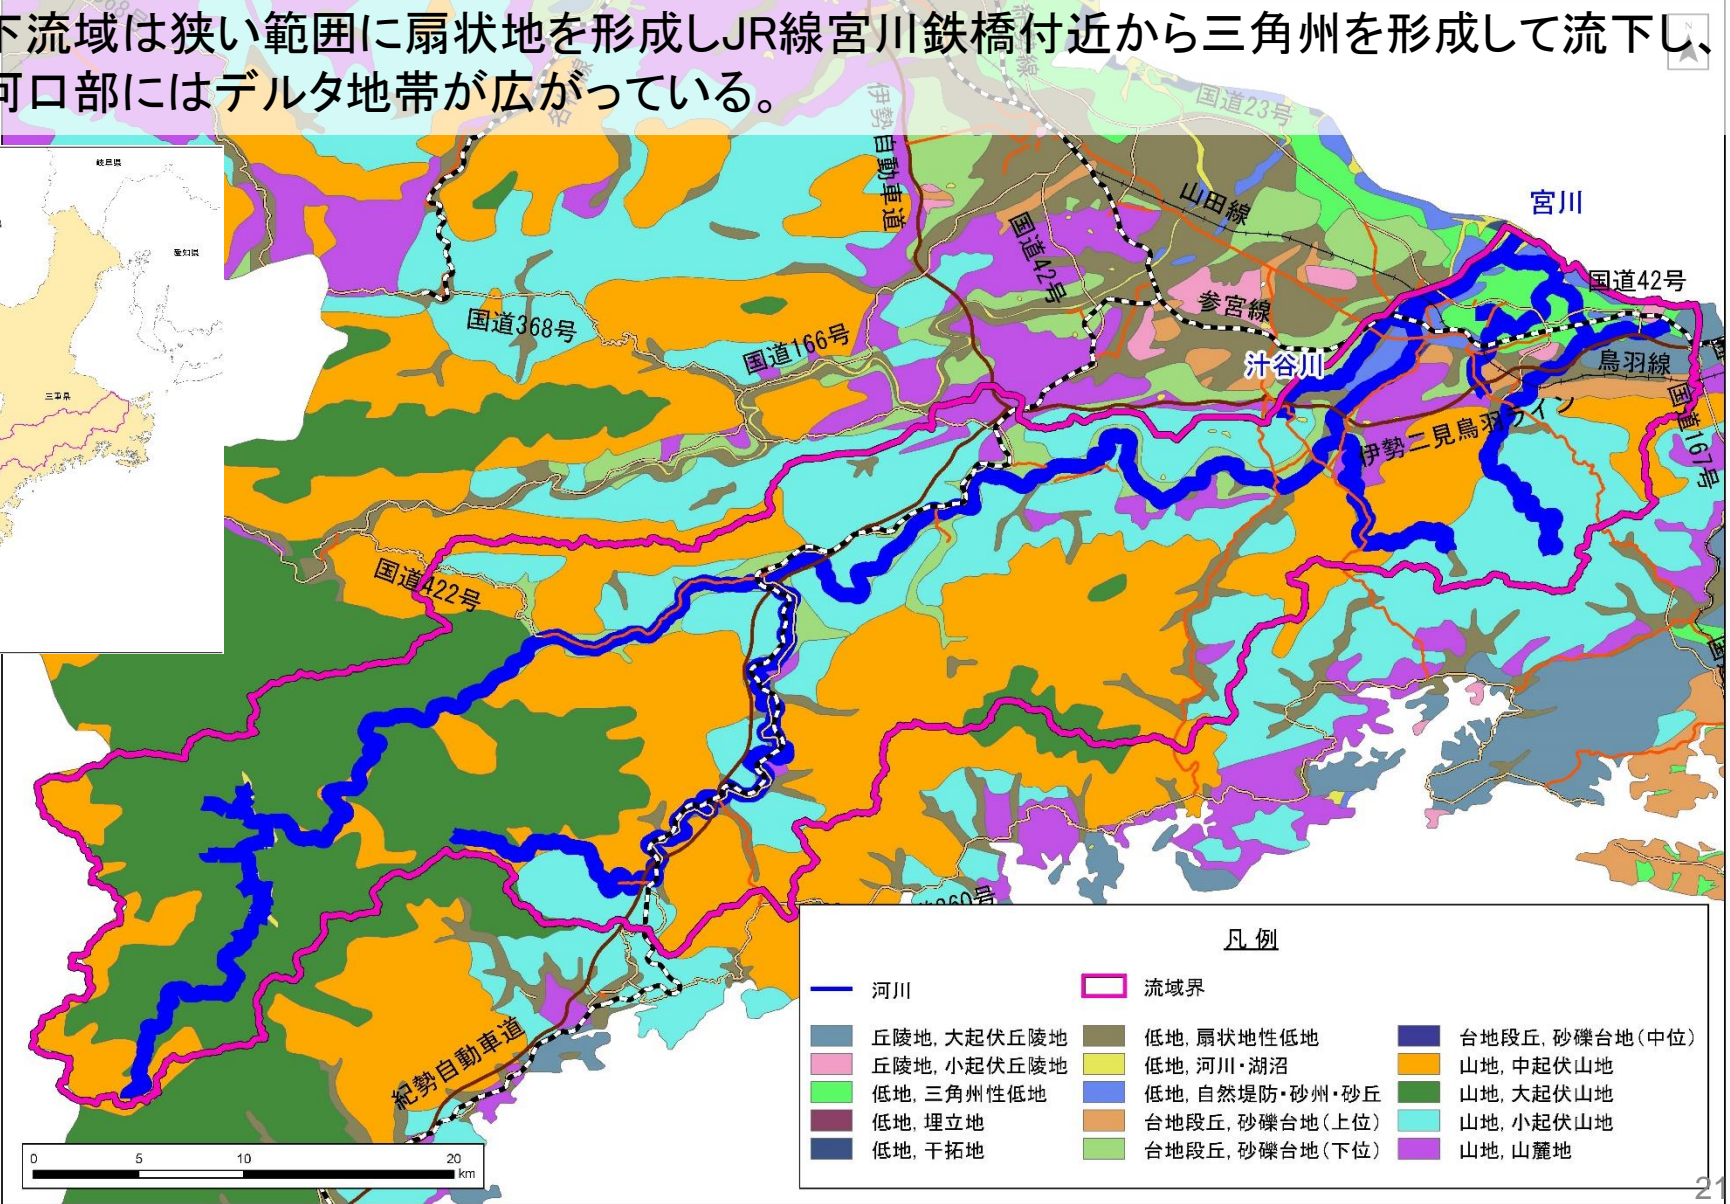 下流域は狭い範囲に扇状地を形成しJR線宮川鉄橋付近から三角州を形成して流下し、
河口部にはデルタ地帯が広がっている。
N
国道23号
伊勢自動車道
岐阜県
愛知県
三重県
山田線
宮川
国道42号
国道42号
国道368号
国道166号
参宮線
汁谷川
鳥羽線
伊勢二見鳥羽ライン
国道167号
国道422号
紀勢自動車道
凡 例
河川
流域界
丘陵地, 大起伏丘陵地
低地, 扇状地性低地
台地段丘, 砂礫台地(中位)
丘陵地, 小起伏丘陵地
低地, 河川・湖沼
山地, 中起伏山地
低地, 三角州性低地
低地, 自然堤防・砂州・砂丘
山地, 大起伏山地
低地, 埋立地
台地段丘, 砂礫台地(上位)
山地, 小起伏山地
低地, 干拓地
台地段丘, 砂礫台地(下位)
山地, 山麓地
0 5 10 20
km
21